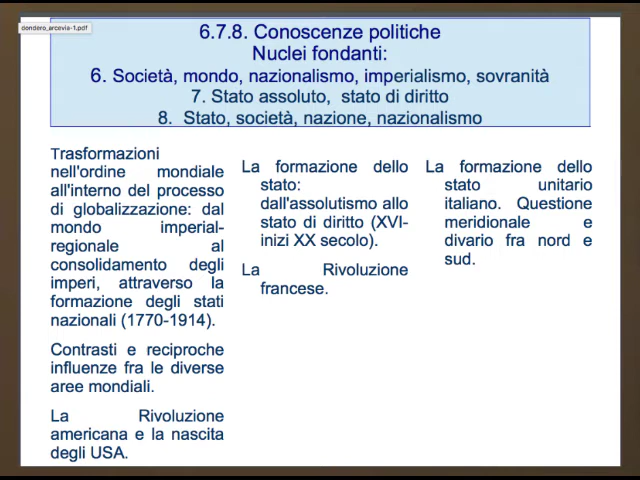 dondero_arcevia-1.pdf
6.7.8. Conoscenze politiche
Nuclei fondanti:
6. Società, mondo, nazionalismo, imperialismo, sovranità
7. Stato assoluto, stato di diritto
8. Stato, società, nazione, nazionalismo
Trasformazioni
nell'ordine mondiale
all'interno del processo
di globalizzazione: dal
mondo imperial-
regionale al
consolidamento degli
imperi, attraverso la
formazione degli stati
nazionali (1770-1914).
Contrasti e reciproche
influenze fra le diverse
aree mondiali.
La Rivoluzione
americana e la nascita
degli USA.
La formazione dello
stato:
dall'assolutismo allo
stato di diritto (XVI-
inizi XX secolo).
La Rivoluzione
francese.
La formazione dello
stato unitario
italiano. Questione
meridionale e
divario fra nord e
sud.